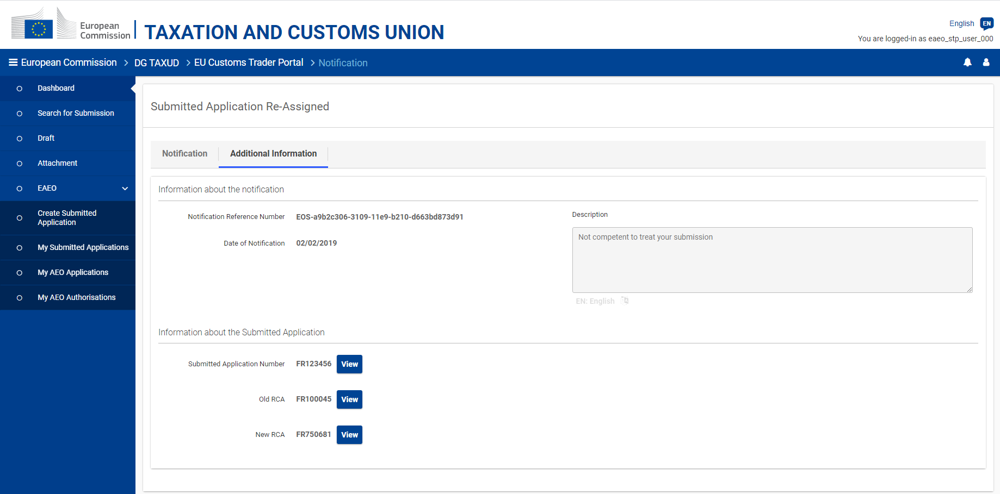 European
Commission
TAXATION AND CUSTOMS UNION
English EN
You are logged-in as eaeo_stp_user_000
European Commission > DG TAXUD > EU Customs Trader Portal > Notification
Dashboard
Search for Submission
Draft
Attachment
EAEO
Create Submitted
Application
My Submitted Applications
My AEO Applications
My AEO Authorisations
Submitted Application Re-Assigned
Notification Additional Information
Information about the notification
Notification Reference Number EOS-a9b2c306-3109-11e9-b210-d663bd873d91
Date of Notification 02/02/2019
Description
Not competent to treat your submission
EN: English
Information about the Submitted Application
Submitted Application Number FR123456 View
Old RCA FR100045 View
New RCA FR750681 View